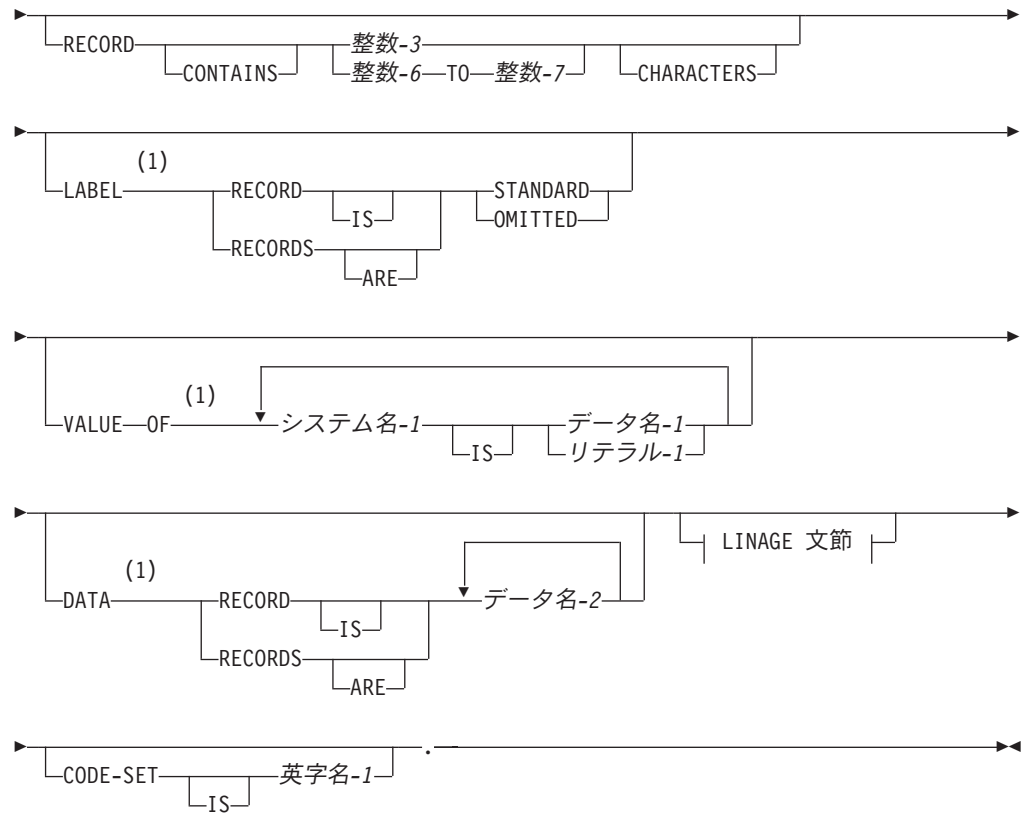 RECORD CONTAINS 整数-3 CHARACTERS
整数-6 TO 整数-7
(1)
LABEL RECORD IS STANDARD
RECORDS ARE OMITTED
(1)
VALUE OF システム名-1 IS データ名-1
リテラル-1
(1)
DATA RECORD IS データ名-2 LINAGE 文節
RECORDS ARE
CODE-SET IS 英字名-1 .